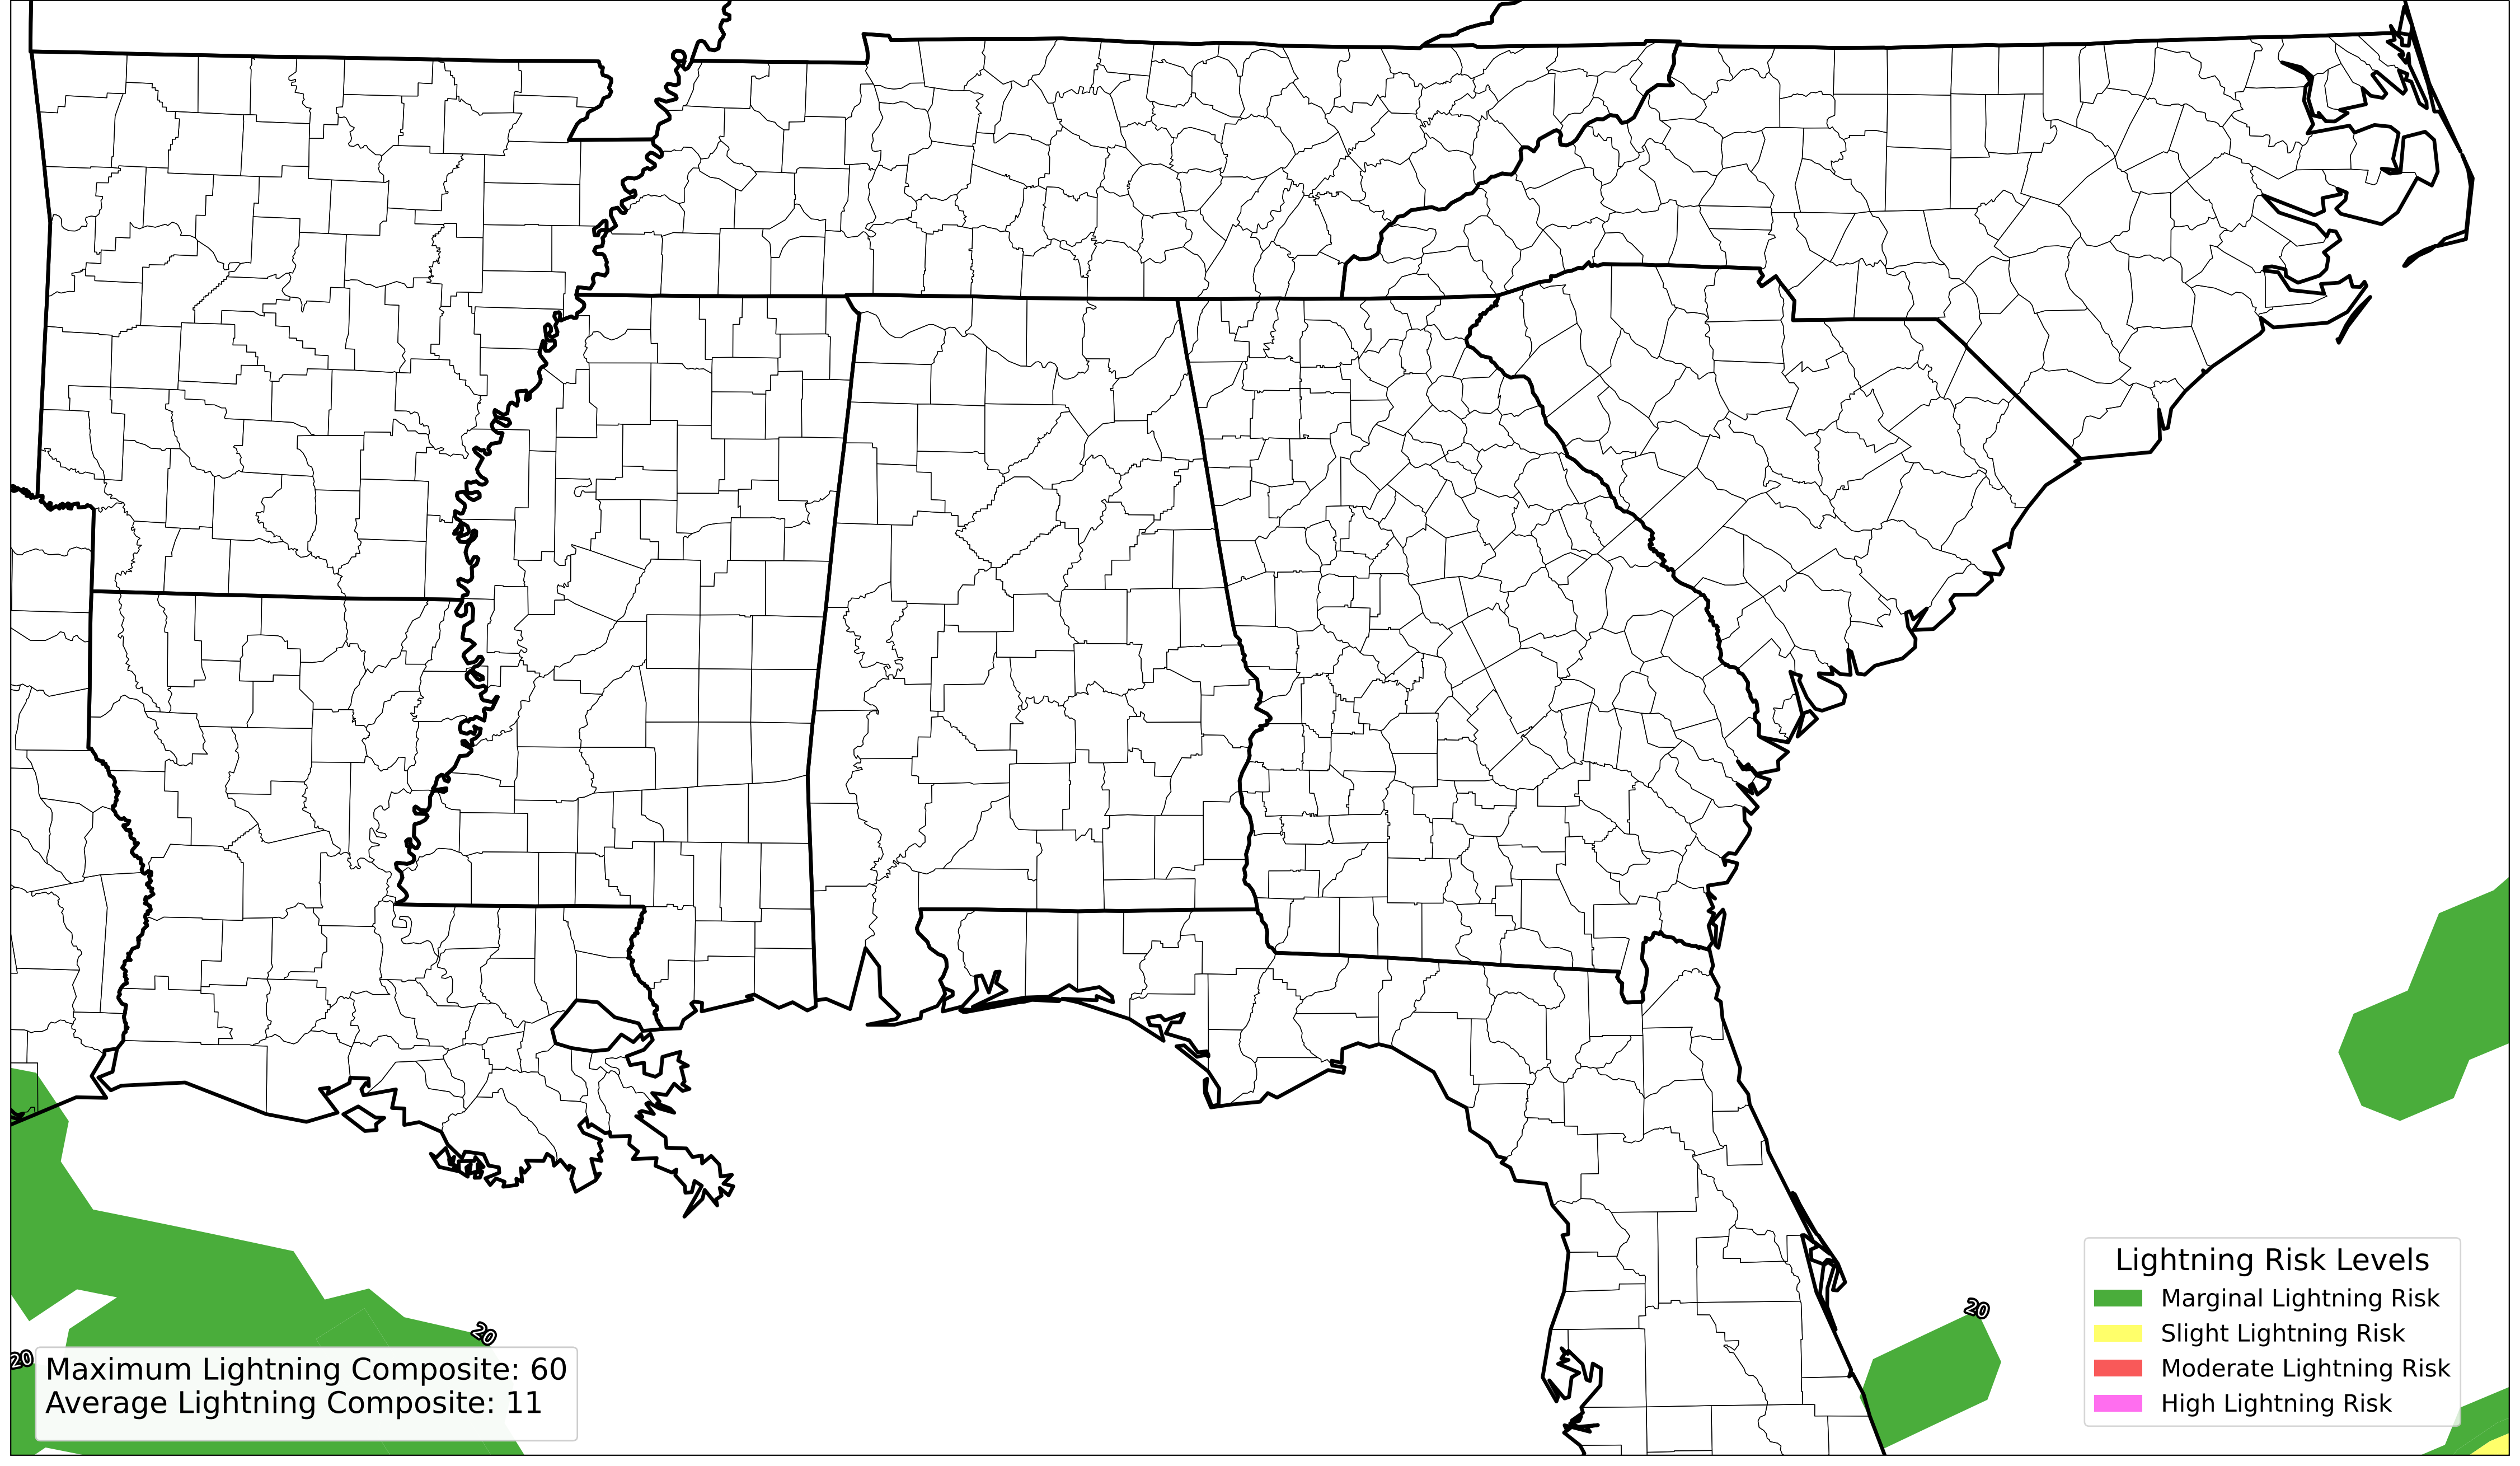 20
20
20
Maximum Lightning Composite: 60
Average Lightning Composite: 11
Lightning Risk Levels
Marginal Lightning Risk
Slight Lightning Risk
Moderate Lightning Risk
High Lightning Risk